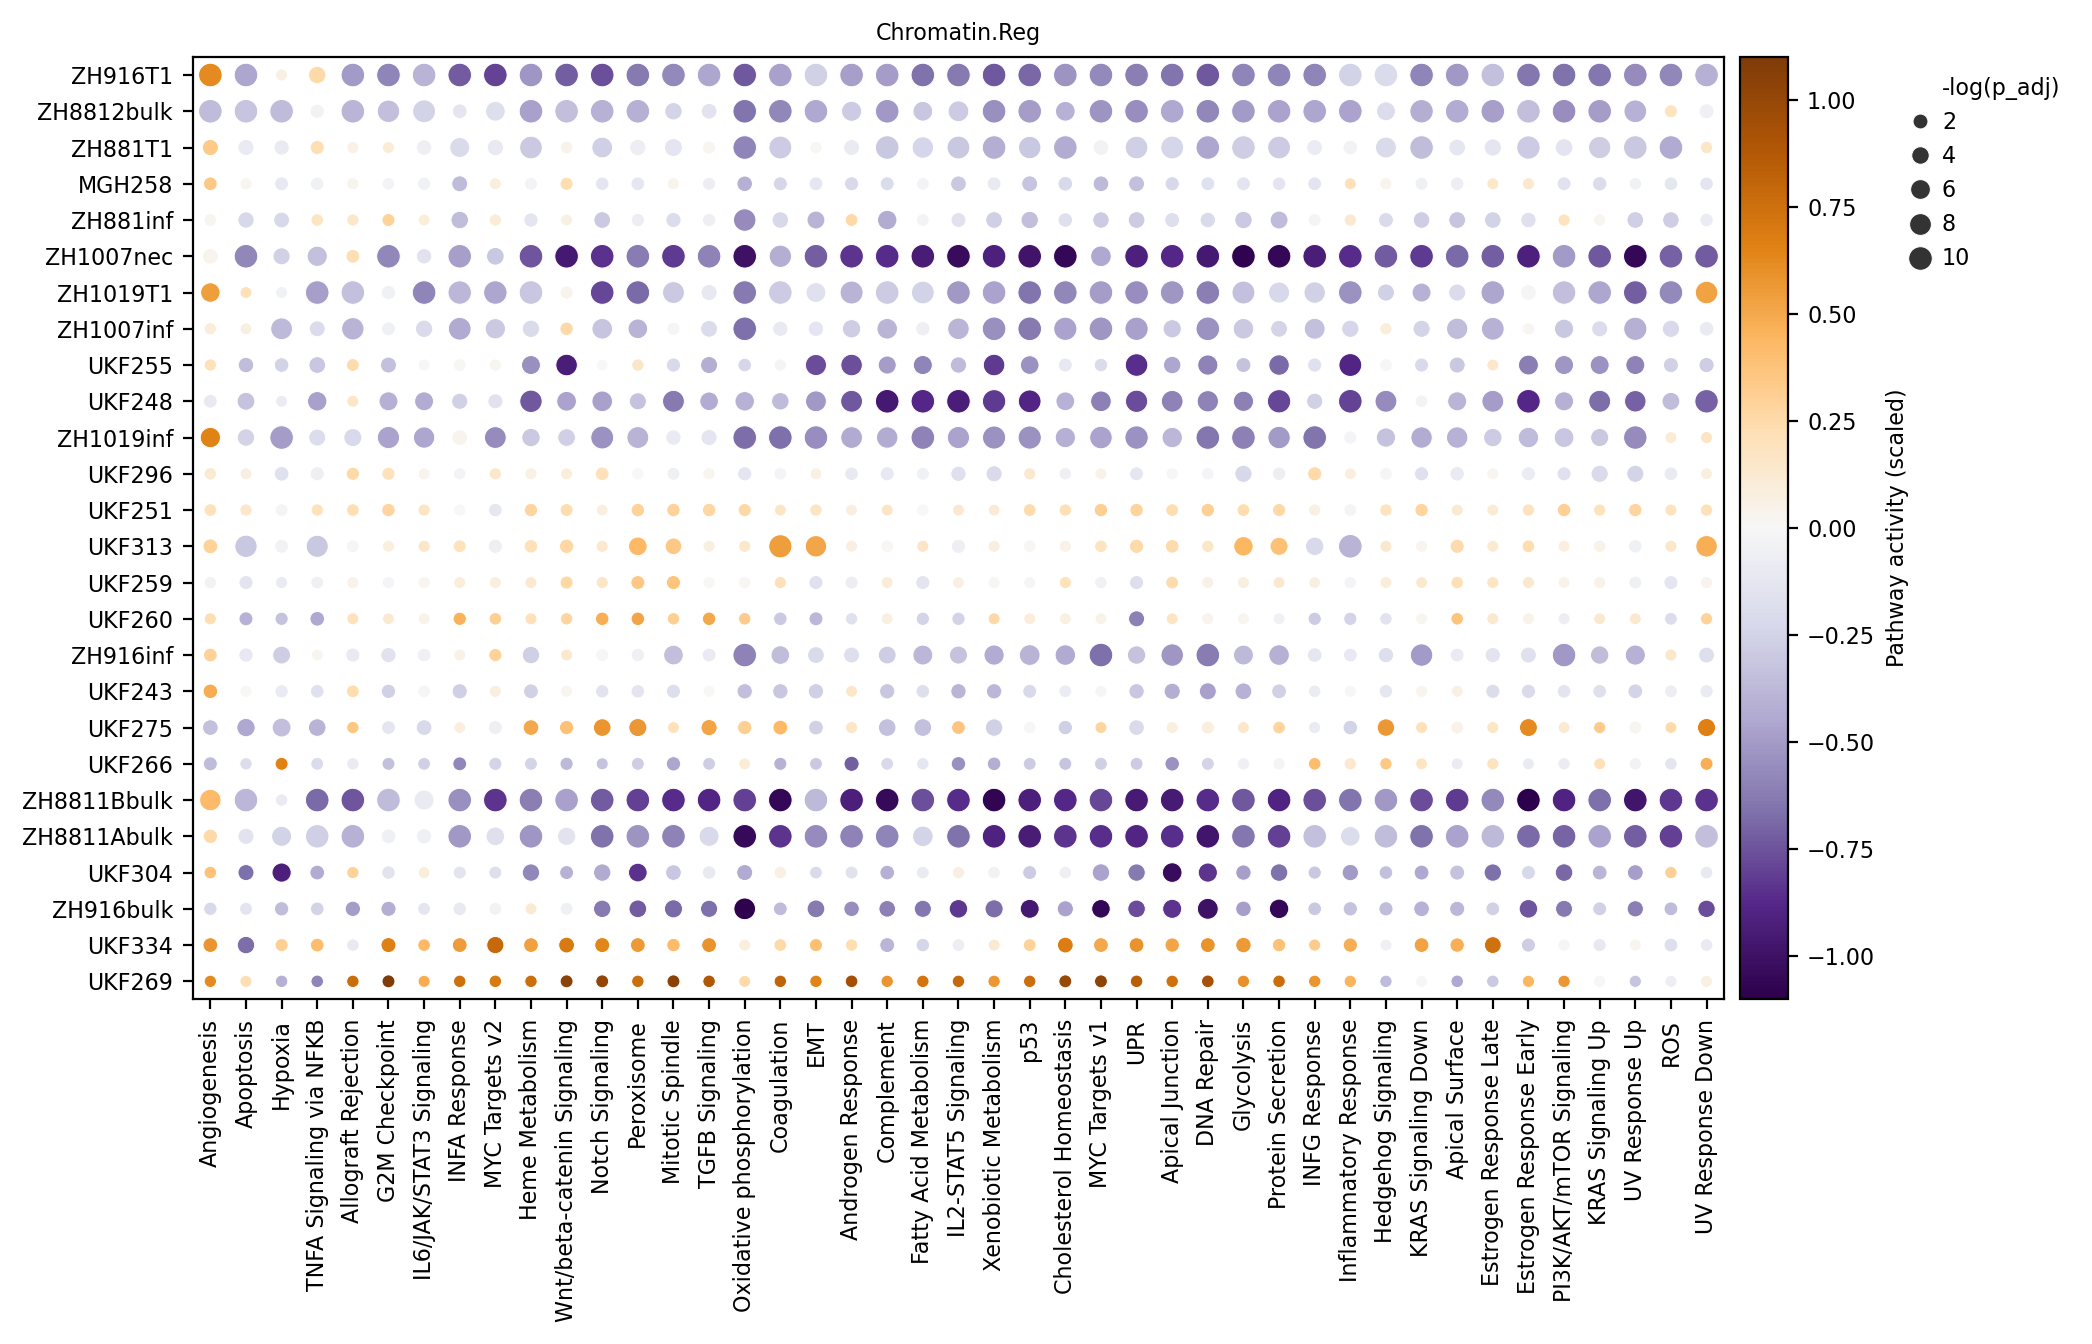 Chromatin.Reg
ZH916T1
ZH8812bulk
ZH881T1
MGH258
ZH881inf
ZH1007nec
ZH1019T1
ZH1007inf
UKF255
UKF248
ZH1019inf
UKF296
UKF251
UKF313
UKF259
UKF260
ZH916inf
UKF243
UKF275
UKF266
ZH8811Bbulk
ZH8811Abulk
UKF304
ZH916bulk
UKF334
UKF269
Angiogenesis
Apoptosis
Hypoxia
TNFA Signaling via NFKB
Allograft Rejection
G2M Checkpoint
IL6/JAK/STAT3 Signaling
INFA Response
MYC Targets v2
Heme Metabolism
Wnt/beta-catenin Signaling
Notch Signaling
Peroxisome
Mitotic Spindle
TGFB Signaling
Oxidative phosphorylation
Coagulation
EMT
Androgen Response
Complement
Fatty Acid Metabolism
IL2-STAT5 Signaling
Xenobiotic Metabolism
p53
Cholesterol Homeostasis
MYC Targets v1
UPR
Apical Junction
DNA Repair
Glycolysis
Protein Secretion
INFG Response
Inflammatory Response
Hedgehog Signaling
KRAS Signaling Down
Apical Surface
Estrogen Response Late
Estrogen Response Early
PI3K/AKT/mTOR Signaling
KRAS Signaling Up
UV Response Up
ROS
UV Response Down
1.00
0.75
0.50
0.25
0.00
−0.25
−0.50
−0.75
−1.00
Pathway activity (scaled)
-log(p_adj)
2
4
6
8
10